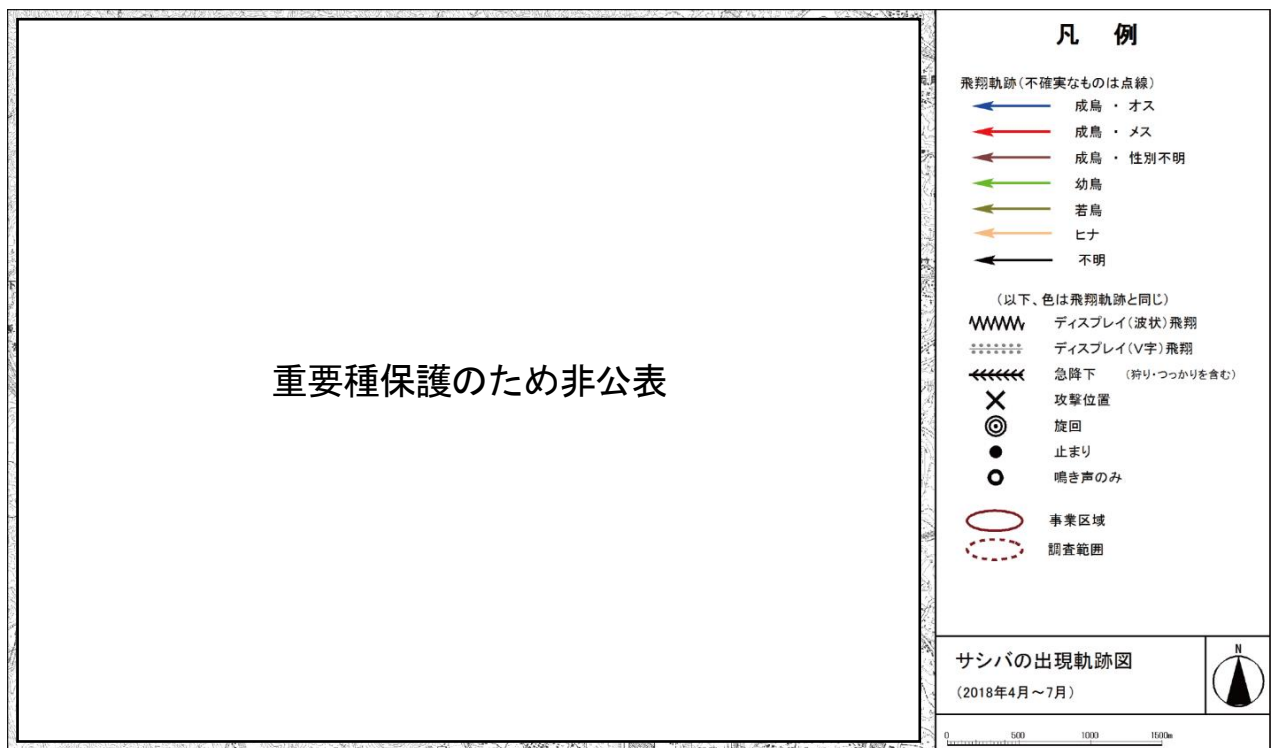 重要種保護のため非公表
凡 例
飛翔軌跡(不確実なものは点線)
成鳥 ・ オス
成鳥 ・ メス
成鳥 ・ 性別不明
幼鳥
若鳥
ヒナ
不明
(以下、色は飛翔軌跡と同じ)
ディスプレイ(波状)飛翔
ディスプレイ(V字)飛翔
急降下 (狩り・つっかりを含む)
攻撃位置
旋回
止まり
鳴き声のみ
事業区域
調査範囲
サシバの出現軌跡図
(2018年4月～7月)
N
0 500 1000 1500m